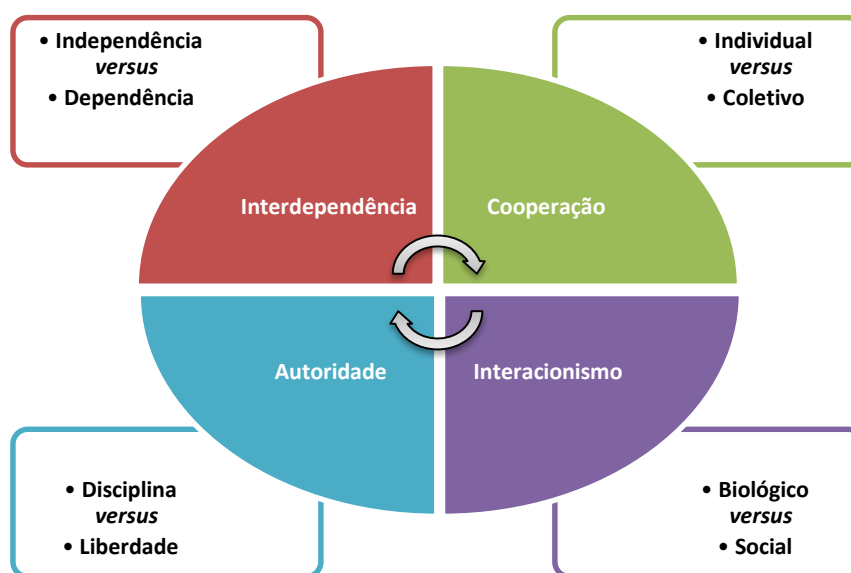 • Independência
versus
• Dependência
• Individual
versus
• Coletivo
Interdependência
Cooperação
Autoridade
Interacionismo
• Disciplina
versus
• Liberdade
• Biológico
versus
• Social